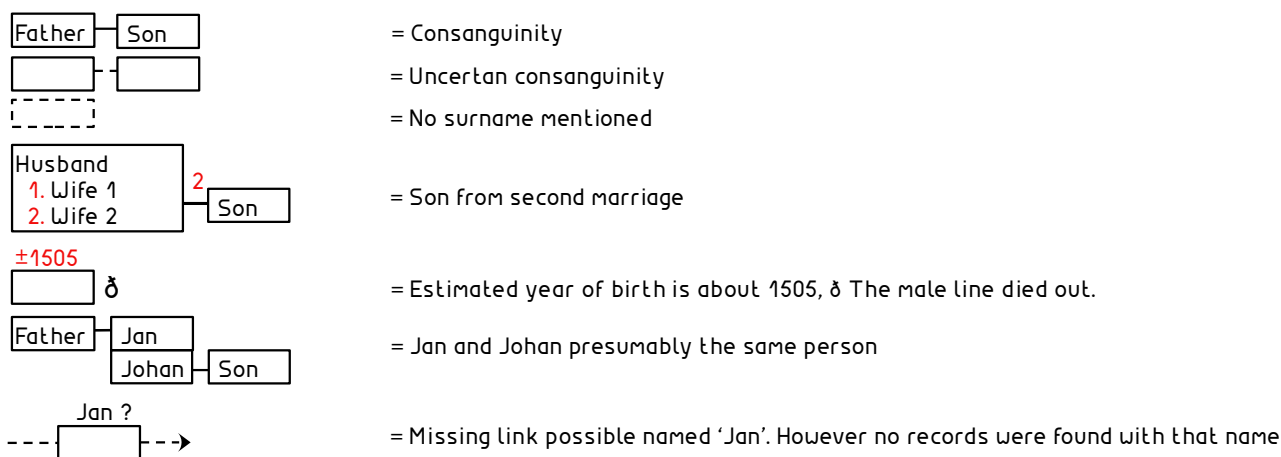 Father Son = Consanguinity
= Uncertan consanguinity
= No surname mentioned
Husband
1. Wife 1
2. Wife 2
2
Son
= Son from second marriage
±1505
ð = Estimated year of birth is about 1505, ð The male line died out.
Father Jan
Johan Son
= Jan and Johan presumably the same person
Jan ?
= Missing link possible named ‘Jan’. However no records were found with that name